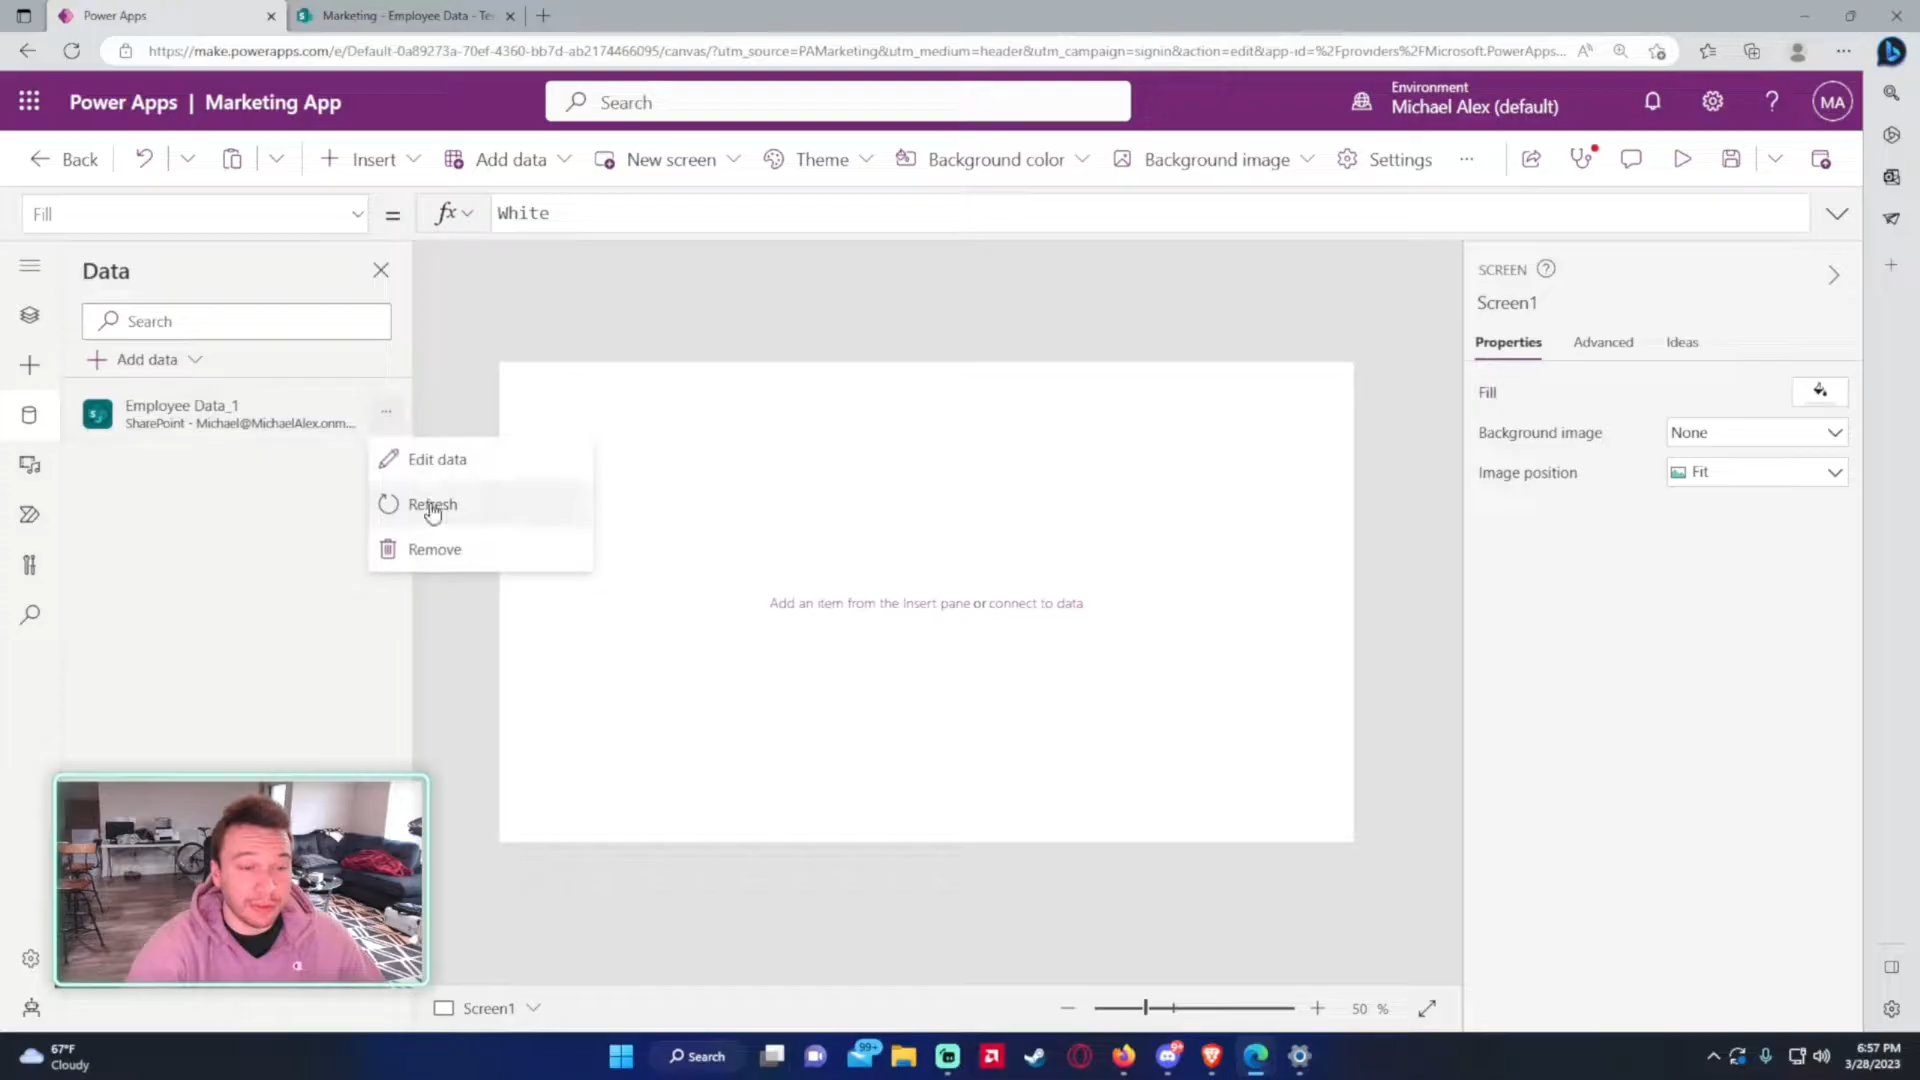 Power Apps
Marketing - Employee Data - Te
https://make.powerapps.com/e/Default-0a89273a-70ef-4360-bb7d-ab2174466095/canvas/?utm_source=PAMarketing&utm_medium=header&utm_campaign=signin&action=edit&app-id=%2Fproviders%2FMicrosoft.PowerApps...
Power Apps | Marketing App
Search
Environment
Michael Alex (default)
MA
Back
Insert
Add data
New screen
Theme
Background color
Background image
Settings
Fill
=
fx
White
Data
Search
Add data
Employee Data_1
SharePoint - Michael@MichaelAlex.onm...
Edit data
Refresh
Remove
Add an item from the Insert pane or connect to data
SCREEN
Screen1
Properties
Advanced
Ideas
Fill
Background image
None
Image position
Fit
Screen1
50 %
67°F
Cloudy
Search
99+
6:57 PM
3/28/2023